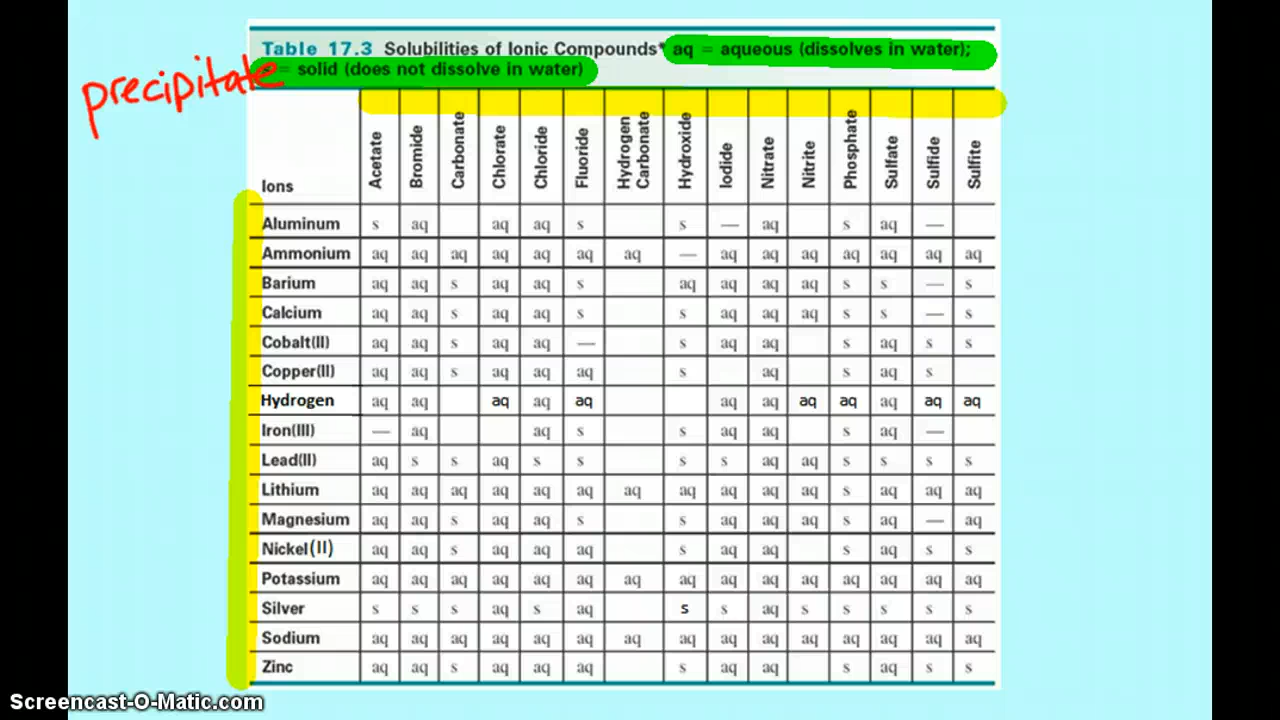 Table 17.3 Solubilities of Ionic Compounds* aq = aqueous (dissolves in water);
= solid (does not dissolve in water)
precipitate
Ions Acetate Bromide Carbonate Chlorate Chloride Fluoride Hydrogen Carbonate Hydroxide Iodide Nitrate Nitrite Phosphate Sulfate Sulfide Sulfite
Aluminum s aq aq aq s s — aq s aq —
Ammonium aq aq aq aq aq aq aq — aq aq aq aq aq aq aq
Barium aq aq s aq aq s aq aq aq aq s s — s
Calcium aq aq s aq aq s s aq aq aq s s — s
Cobalt(II) aq aq s aq aq — s aq aq s aq s s
Copper(II) aq aq s aq aq aq s aq s aq s
Hydrogen aq aq aq aq aq aq aq aq aq aq aq aq
Iron(III) — aq aq s s aq aq s aq —
Lead(II) aq s s aq s s s s aq aq s s s s
Lithium aq aq aq aq aq aq aq aq aq aq aq s aq aq aq
Magnesium aq aq s aq aq s s aq aq aq s aq — aq
Nickel(II) aq aq s aq aq aq s aq aq s aq s s
Potassium aq aq aq aq aq aq aq aq aq aq aq aq aq aq aq
Silver s s s aq s aq s s aq s s s s s
Sodium aq aq aq aq aq aq aq aq aq aq aq aq aq aq aq
Zinc aq aq s aq aq aq s aq aq s aq s s
Screencast-O-Matic.com